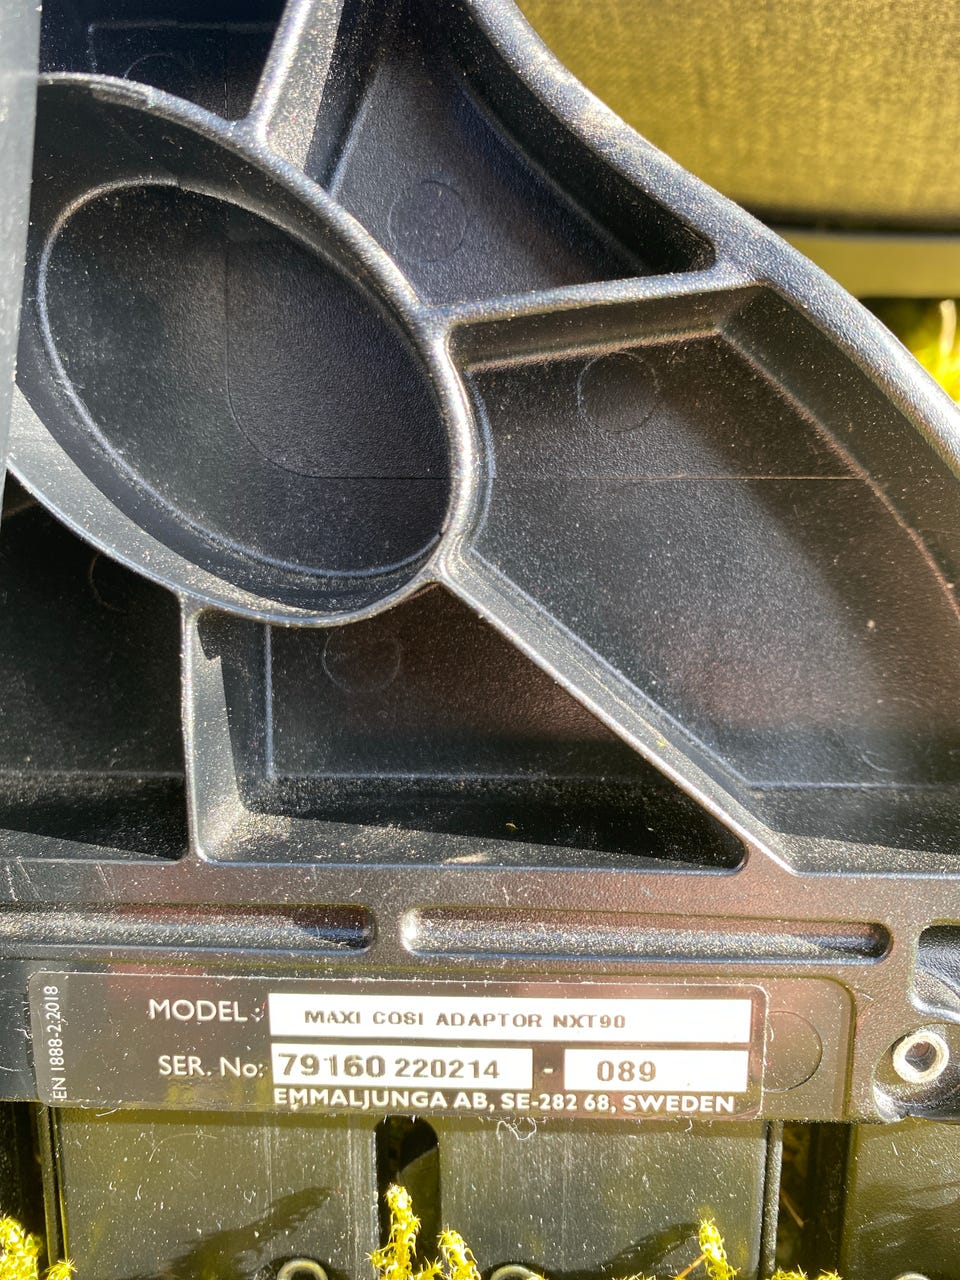 EN 1888-2:2018
MODEL: MAXI COSI ADAPTOR NXT90
SER. No: 79160 220214 - 089
EMMALJUNGA AB, SE-282 68, SWEDEN